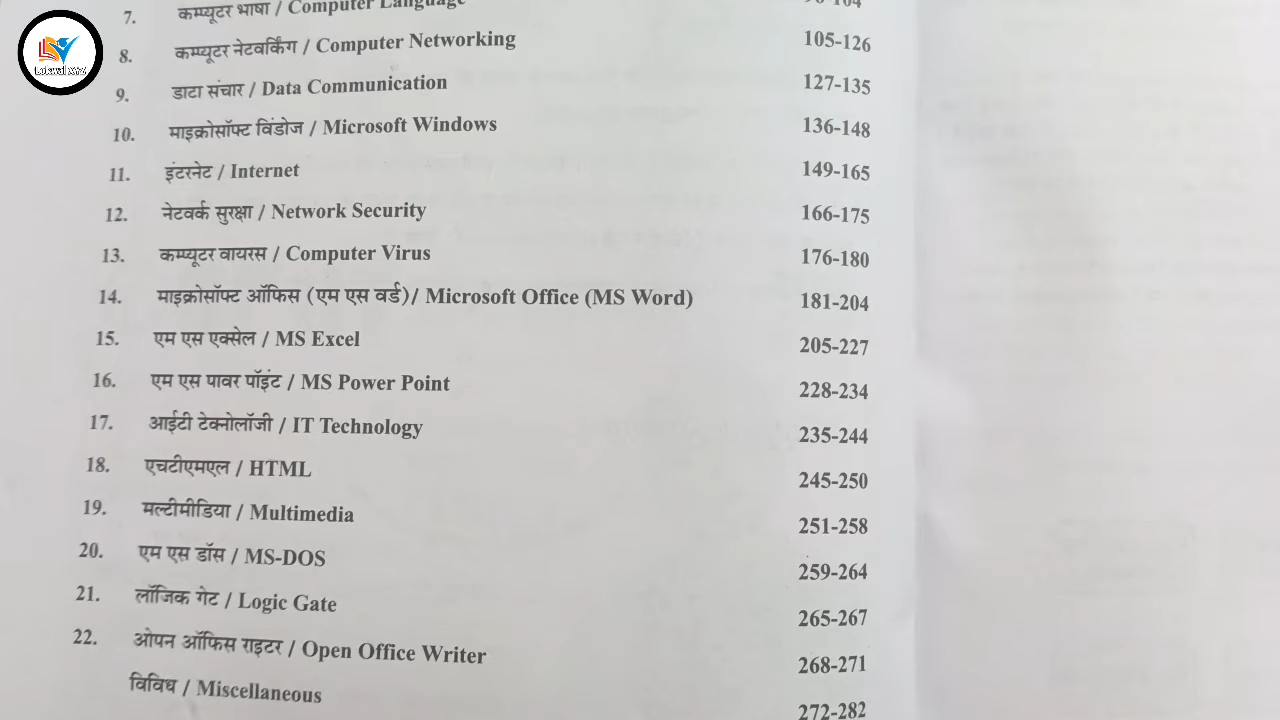 7. कम्प्यूटर भाषा / Computer Language
8. कम्प्यूटर नेटवर्किंग / Computer Networking 105-126
9. डाटा संचार / Data Communication 127-135
10. माइक्रोसॉफ्ट विंडोज / Microsoft Windows 136-148
11. इंटरनेट / Internet 149-165
12. नेटवर्क सुरक्षा / Network Security 166-175
13. कम्प्यूटर वायरस / Computer Virus 176-180
14. माइक्रोसॉफ्ट ऑफिस (एम एस वर्ड)/ Microsoft Office (MS Word) 181-204
15. एम एस एक्सेल / MS Excel 205-227
16. एम एस पावर पॉइंट / MS Power Point 228-234
17. आईटी टेक्नोलॉजी / IT Technology 235-244
18. एचटीएमएल / HTML 245-250
19. मल्टीमीडिया / Multimedia 251-258
20. एम एस डॉस / MS-DOS 259-264
21. लॉजिक गेट / Logic Gate 265-267
22. ओपन ऑफिस राइटर / Open Office Writer 268-271
विविध / Miscellaneous 272-282